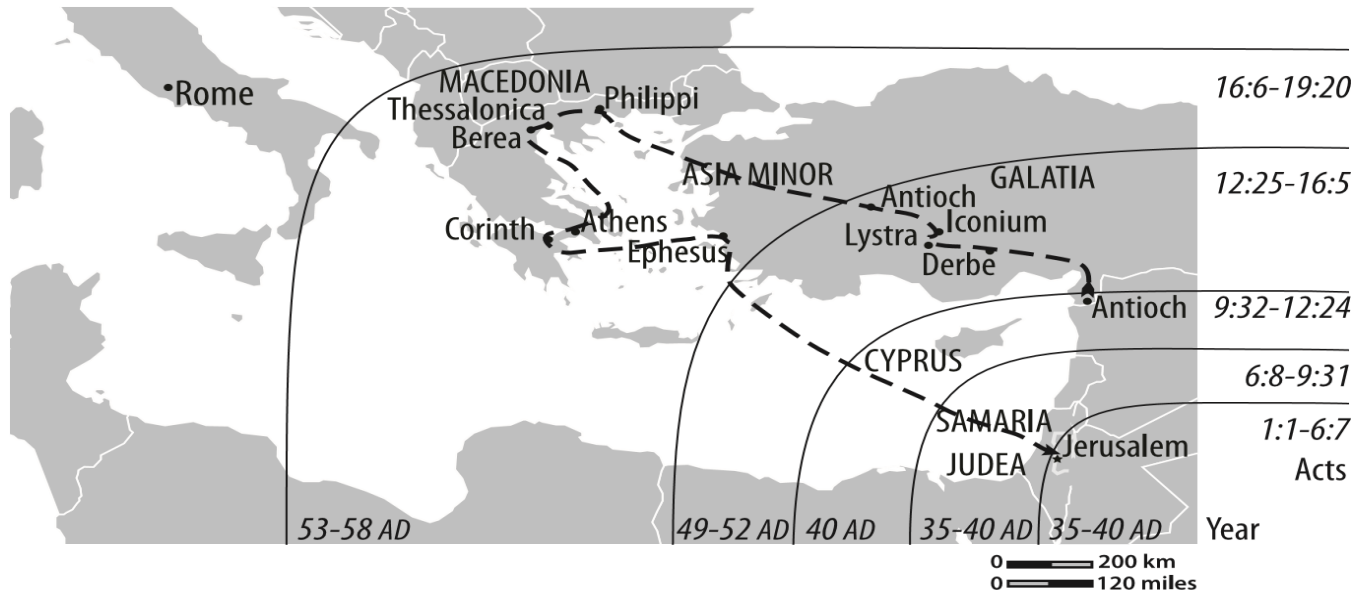 16:6-19:20
Rome
MACEDONIA
Thessalonica
Philippi
Berea
12:25-16:5
ASIA MINOR
GALATIA
Antioch
Iconium
Lystra
Corinth
Athens
Ephesus
Derbe
Antioch
9:32-12:24
CYPRUS
6:8-9:31
SAMARIA
1:1-6:7
Jerusalem
JUDEA
Acts
53-58 AD
49-52 AD
40 AD
35-40 AD
35-40 AD
Year
0 200 km
0 120 miles